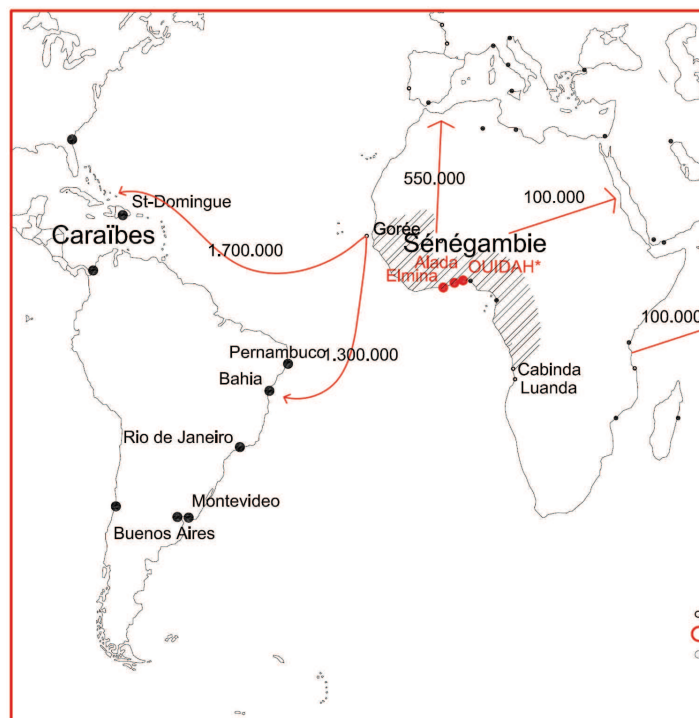 550.000
100.000
St-Domingue
Gorée
Caraïbes
Sénégambie
1.700.000
Alada
OUIDAH*
Elmina
100.000
Pernambuco
1.300.000
Bahia
Cabinda
Luanda
Rio de Janeiro
Montevideo
Buenos Aires